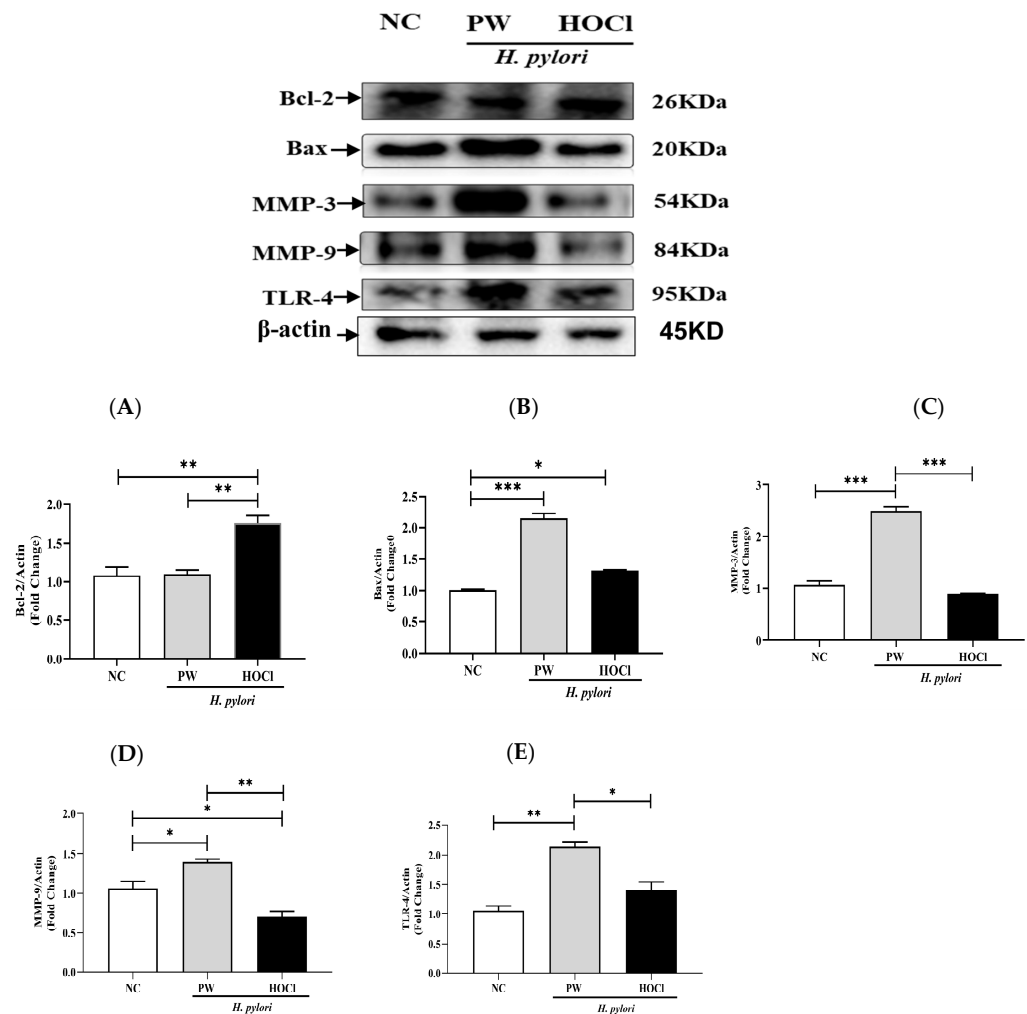 NC PW HOCl
H. pylori
Bcl-2 26KDa
Bax 20KDa
MMP-3 54KDa
MMP-9 84KDa
TLR-4 95KDa
β-actin 45KD
(A) (B) (C)
**
**
Bcl-2/Actin
(Fold Change)
2.0
1.5
1.0
0.5
0.0
NC PW HOCl
H. pylori
*
***
Bax/Actin
(Fold Change0
2.5
2.0
1.5
1.0
0.5
0.0
NC PW HOCl
H. pylori
***
***
MMP-3/Actin
(Fold Change)
3
2
1
0
NC PW HOCl
H. pylori
(D) (E)
**
*
*
MMP-9/Actin
(Fold Change)
2.0
1.5
1.0
0.5
0.0
NC PW HOCl
H. pylori
*
**
TLR-4/Actin
(Fold Change)
2.5
2.0
1.5
1.0
0.5
0.0
NC PW HOCl
H. pylori